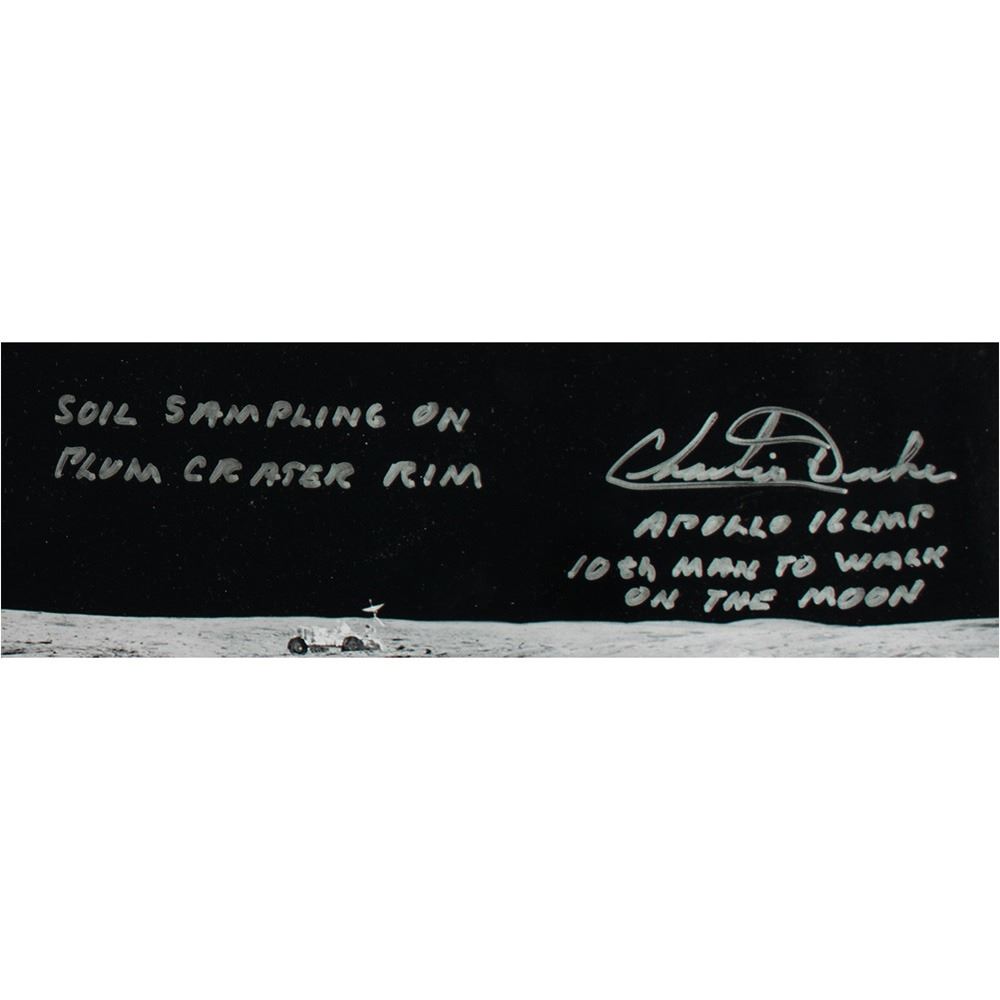 SOIL SAMPLING ON
PLUM CRATER RIM
Charlie Duke
APOLLO 16 LMP
10th MAN TO WALK
ON THE MOON